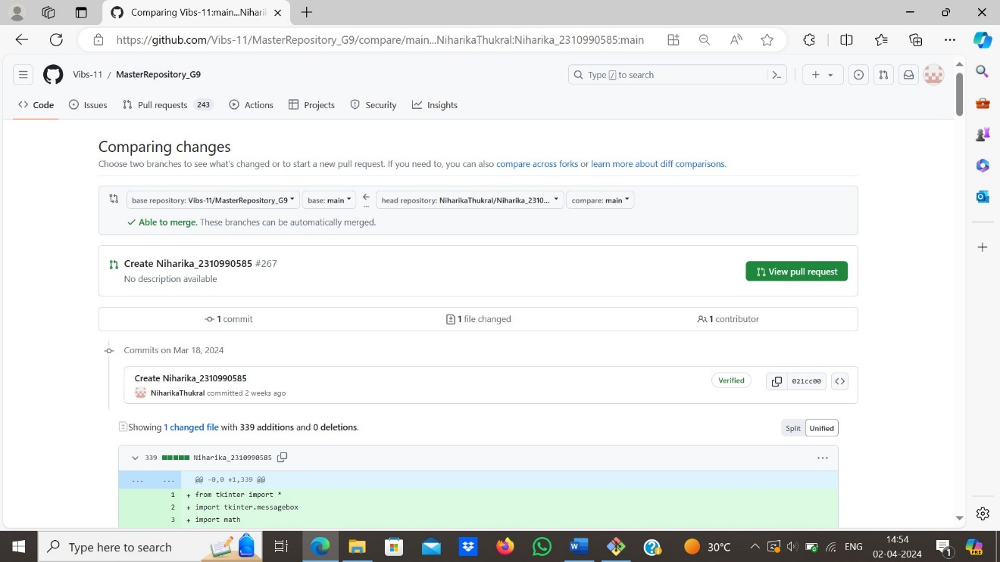 Comparing Vibs-11:main...Nihari
https://github.com/Vibs-11/MasterRepository_G9/compare/main...NiharikaThukral:Niharika_2310990585:main
Vibs-11 / MasterRepository_G9
Type / to search
Code Issues Pull requests 243 Actions Projects Security Insights
Comparing changes
Choose two branches to see what's changed or to start a new pull request. If you need to, you can also compare across forks or learn more about diff comparisons.
base repository: Vibs-11/MasterRepository_G9 base: main ... head repository: NiharikaThukral/Niharika_2310... compare: main
Able to merge. These branches can be automatically merged.
Create Niharika_2310990585 #267
No description available
View pull request
1 commit 1 file changed 1 contributor
Commits on Mar 18, 2024
Create Niharika_2310990585
NiharikaThukral committed 2 weeks ago
Verified 021cc00
Showing 1 changed file with 339 additions and 0 deletions.
Split Unified
339 Niharika_2310990585
... ... @@ -0,0 +1,339 @@
1 + from tkinter import *
2 + import tkinter.messagebox
3 + import math
Type here to search
30°C
ENG
14:54
02-04-2024
1
PRE